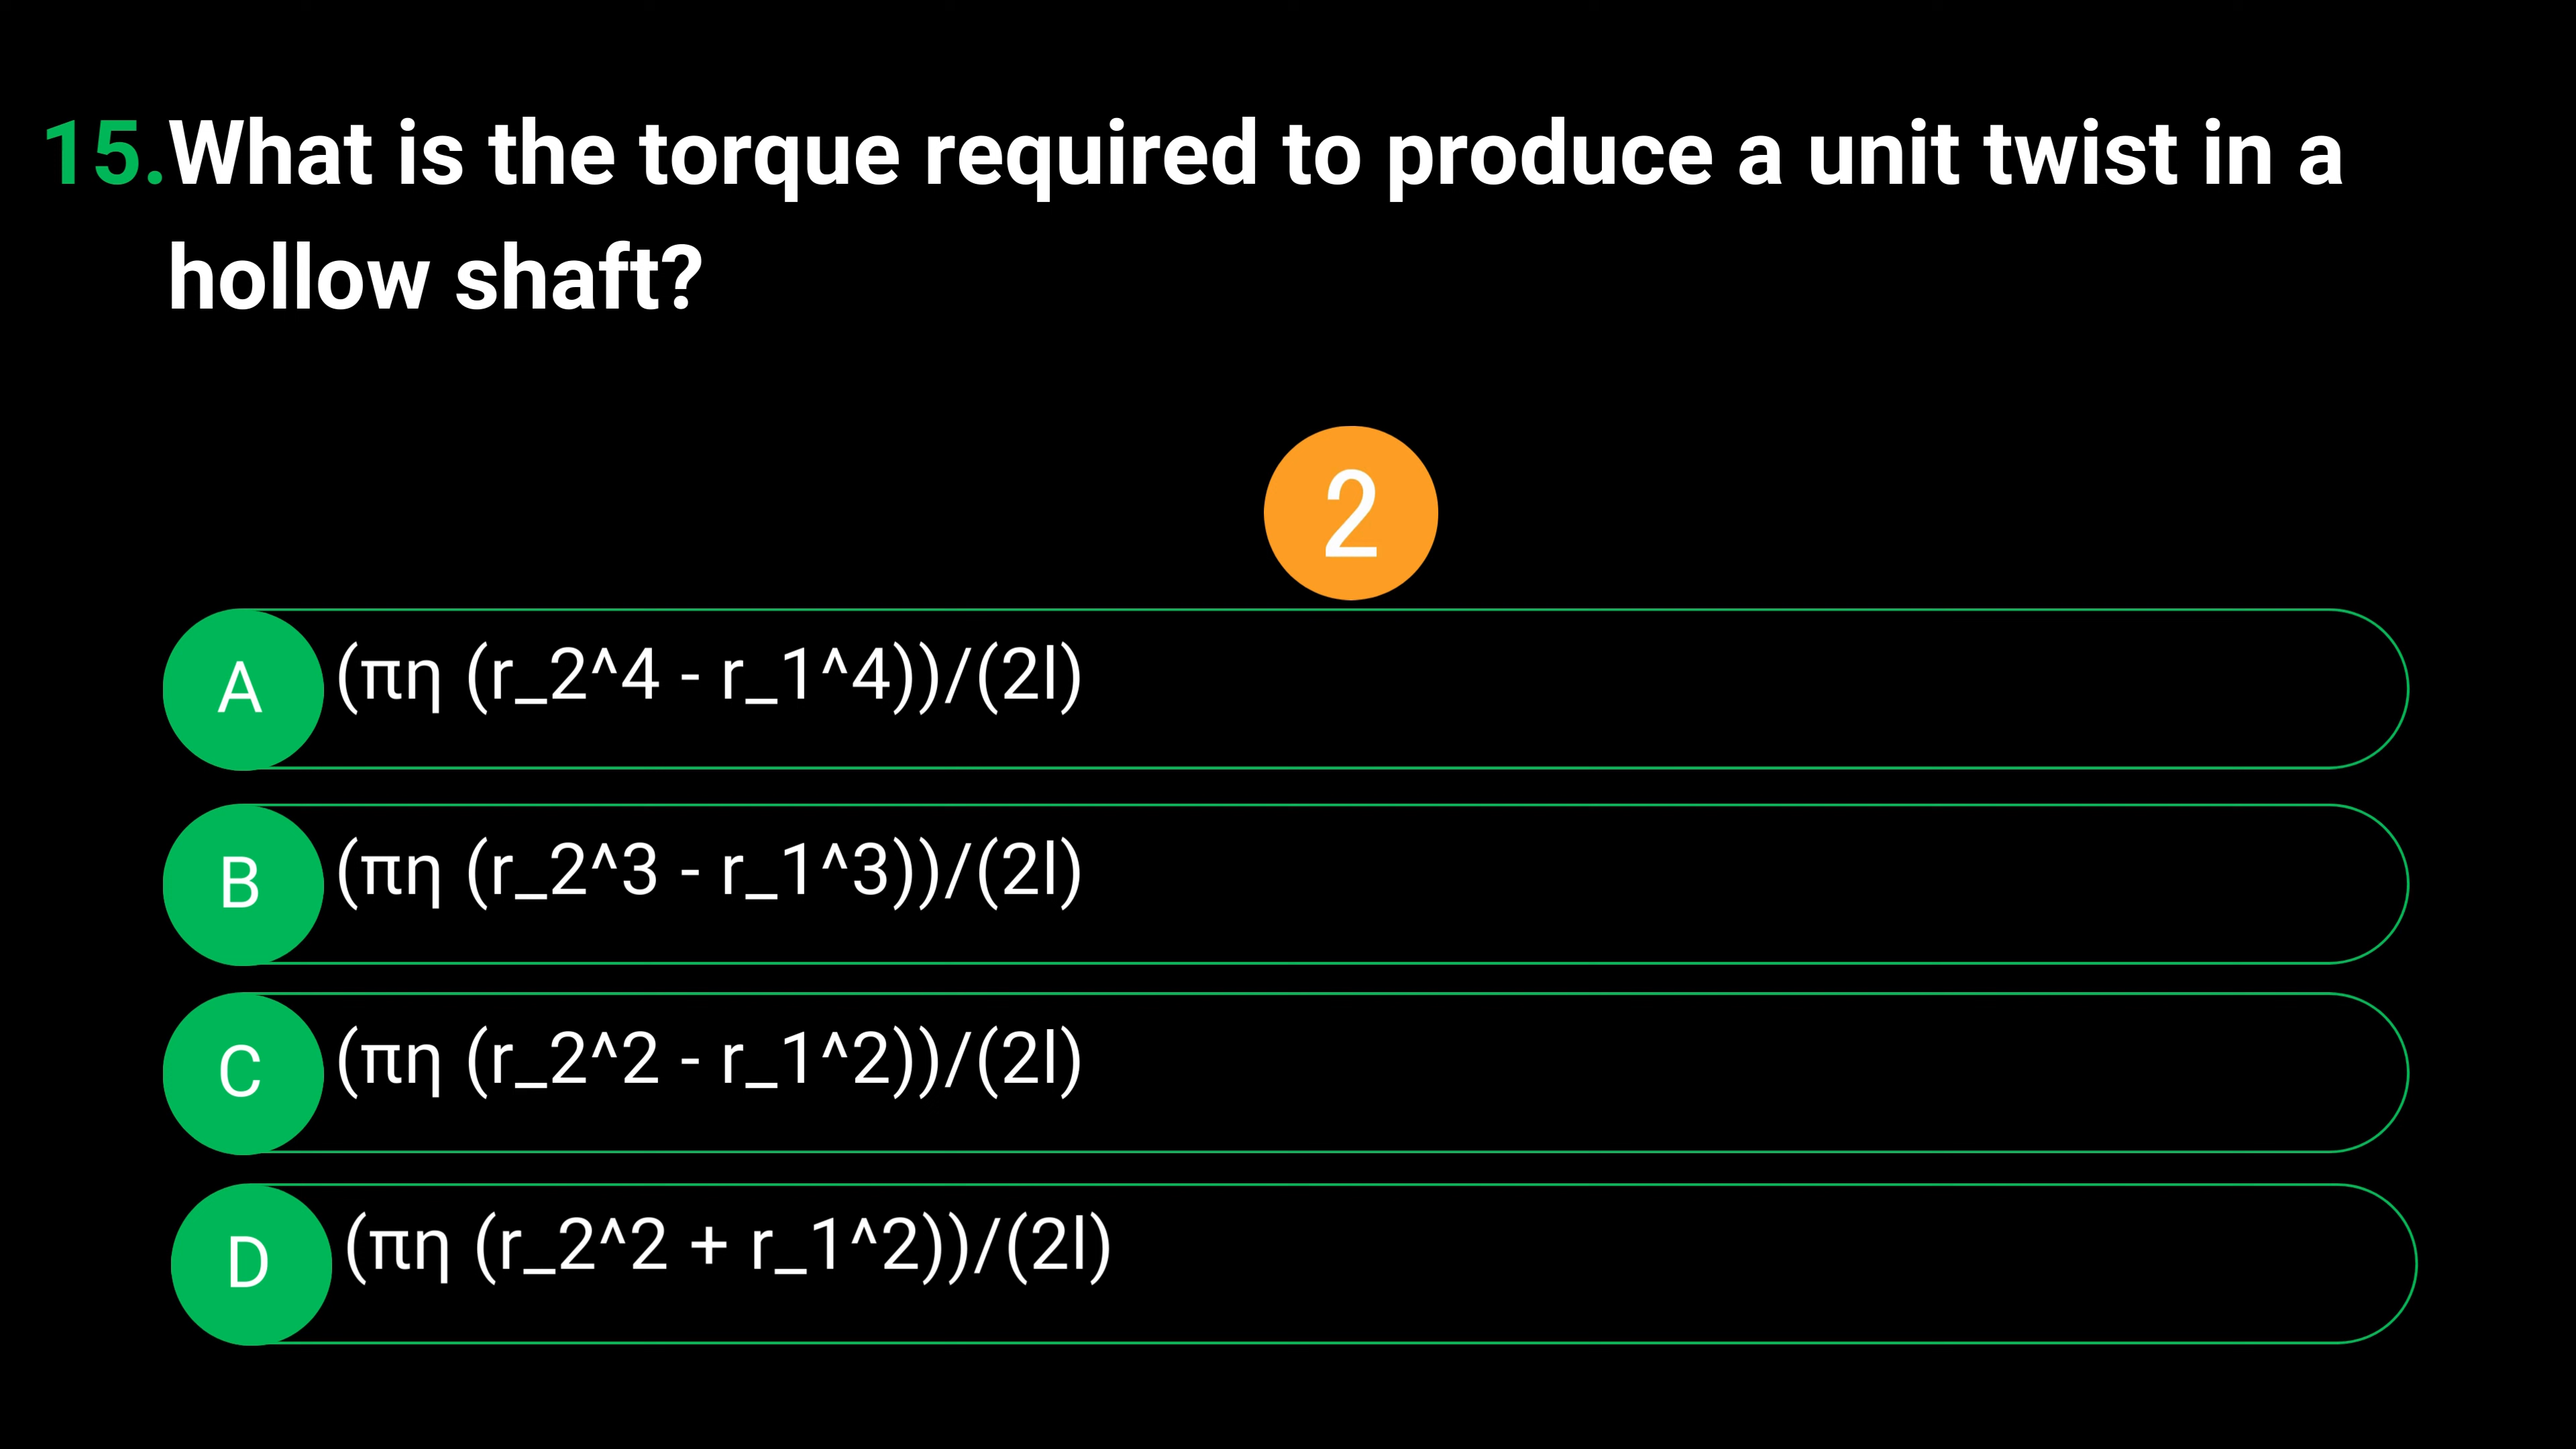 15.What is the torque required to produce a unit twist in a
hollow shaft?
2
A (πη (r_2^4 - r_1^4))/(2l)
B (πη (r_2^3 - r_1^3))/(2l)
C (πη (r_2^2 - r_1^2))/(2l)
D (πη (r_2^2 + r_1^2))/(2l)